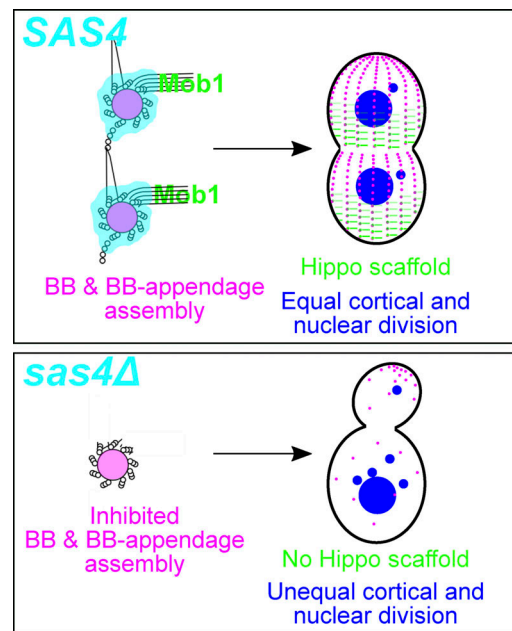 SAS4
Mob1
Mob1
BB & BB-appendage
assembly
Hippo scaffold
Equal cortical and
nuclear division
sas4Δ
Inhibited
BB & BB-appendage
assembly
No Hippo scaffold
Unequal cortical and
nuclear division